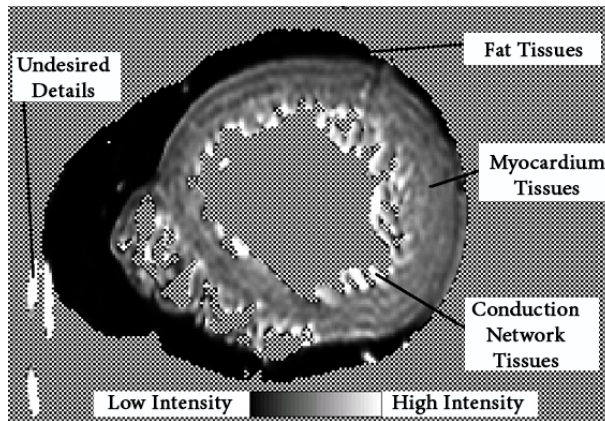 Fat Tissues
Undesired
Details
Myocardium
Tissues
Conduction
Network
Tissues
Low Intensity
High Intensity